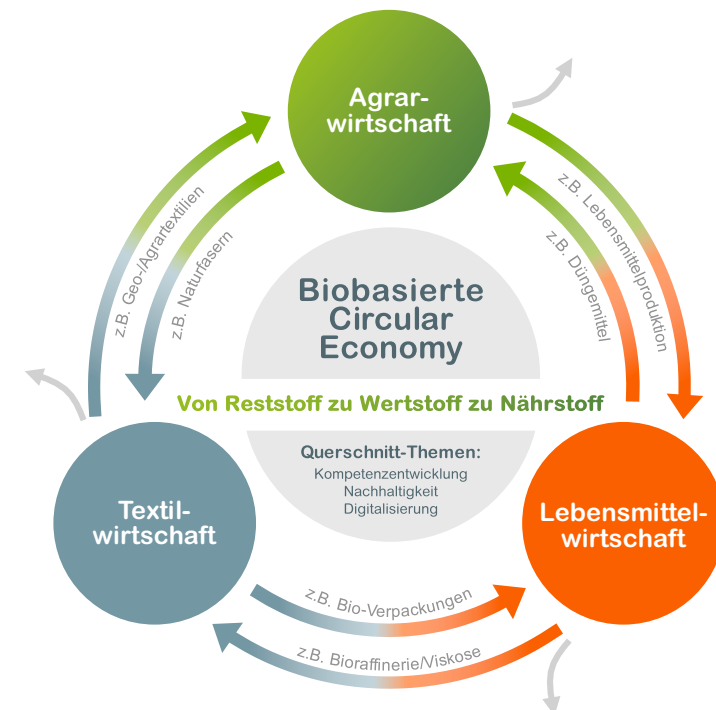 Agrar-
wirtschaft
z.B. Geo-/Agrartextilien
z.B. Naturfasern
z.B. Lebensmittelproduktion
z.B. Düngemittel
Biobasierte
Circular
Economy
Von Reststoff zu Wertstoff zu Nährstoff
Querschnitt-Themen:
Kompetenzentwicklung
Nachhaltigkeit
Digitalisierung
Textil-
wirtschaft
Lebensmittel-
wirtschaft
z.B. Bio-Verpackungen
z.B. Bioraffinerie/Viskose